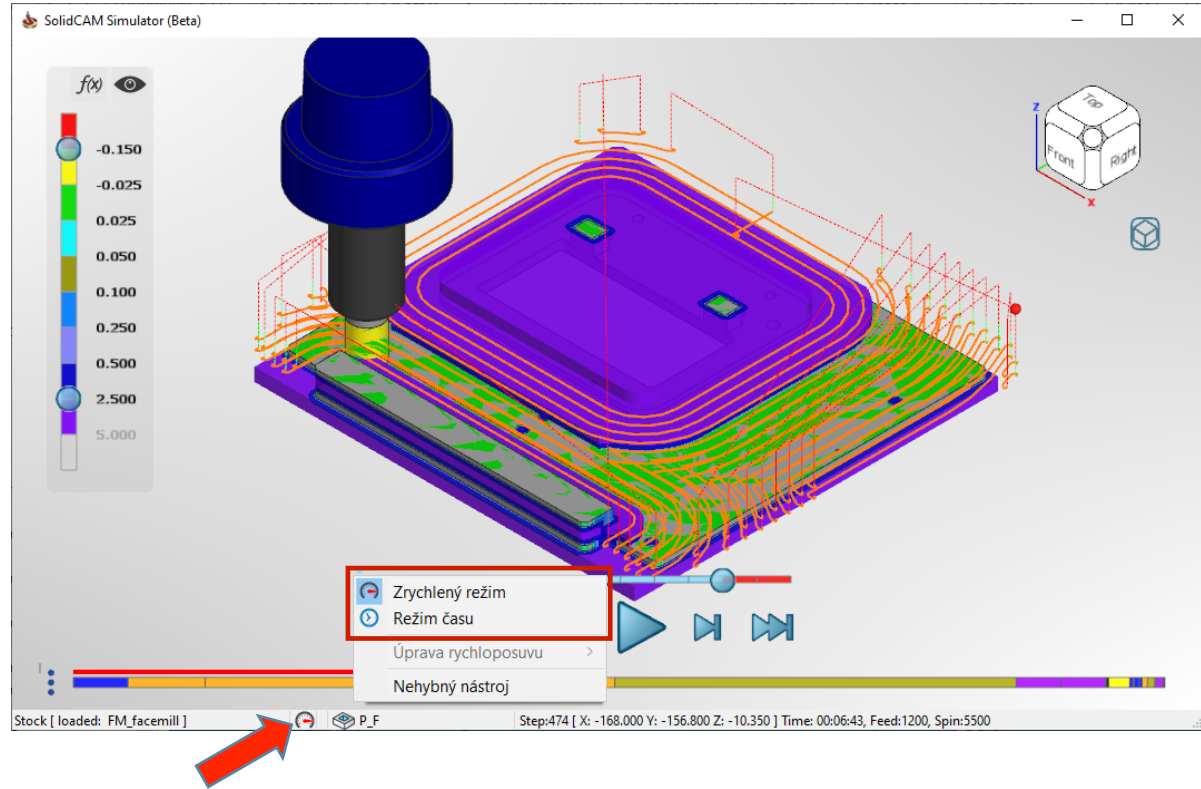 SolidCAM Simulator (Beta)
f(x)
-0.150
-0.025
0.025
0.050
0.100
0.250
0.500
2.500
5.000
Top
Front
Right
Z
X
Zrychlený režim
Režim času
Úprava rychloposuvu
Nehybný nástroj
Stock [ loaded: FM_facemill ]
P_F
Step:474 [ X: -168.000 Y: -156.800 Z: -10.350 ] Time: 00:06:43, Feed:1200, Spin:5500